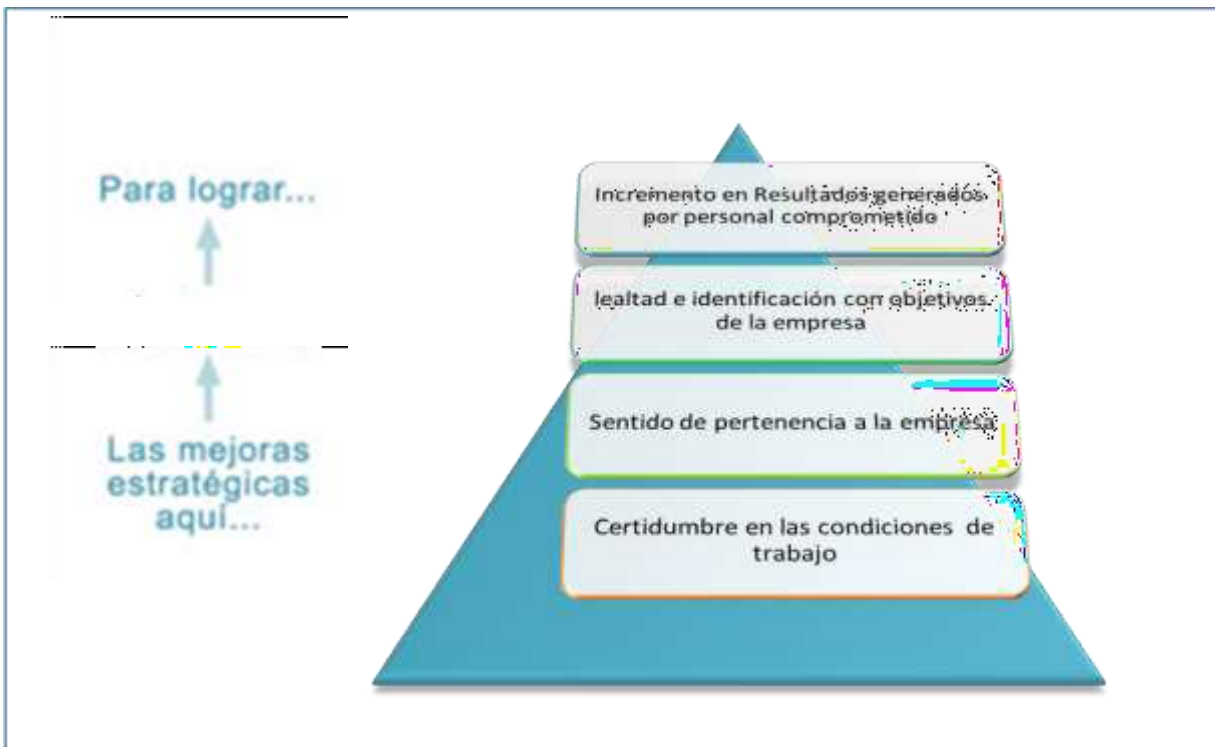 Para lograr...
Las mejoras
estratégicas
aquí...
Incremento en Resultados generados
por personal comprometido
lealtad e identificación con objetivos
de la empresa
Sentido de pertenencia a la empresa
Certidumbre en las condiciones de
trabajo